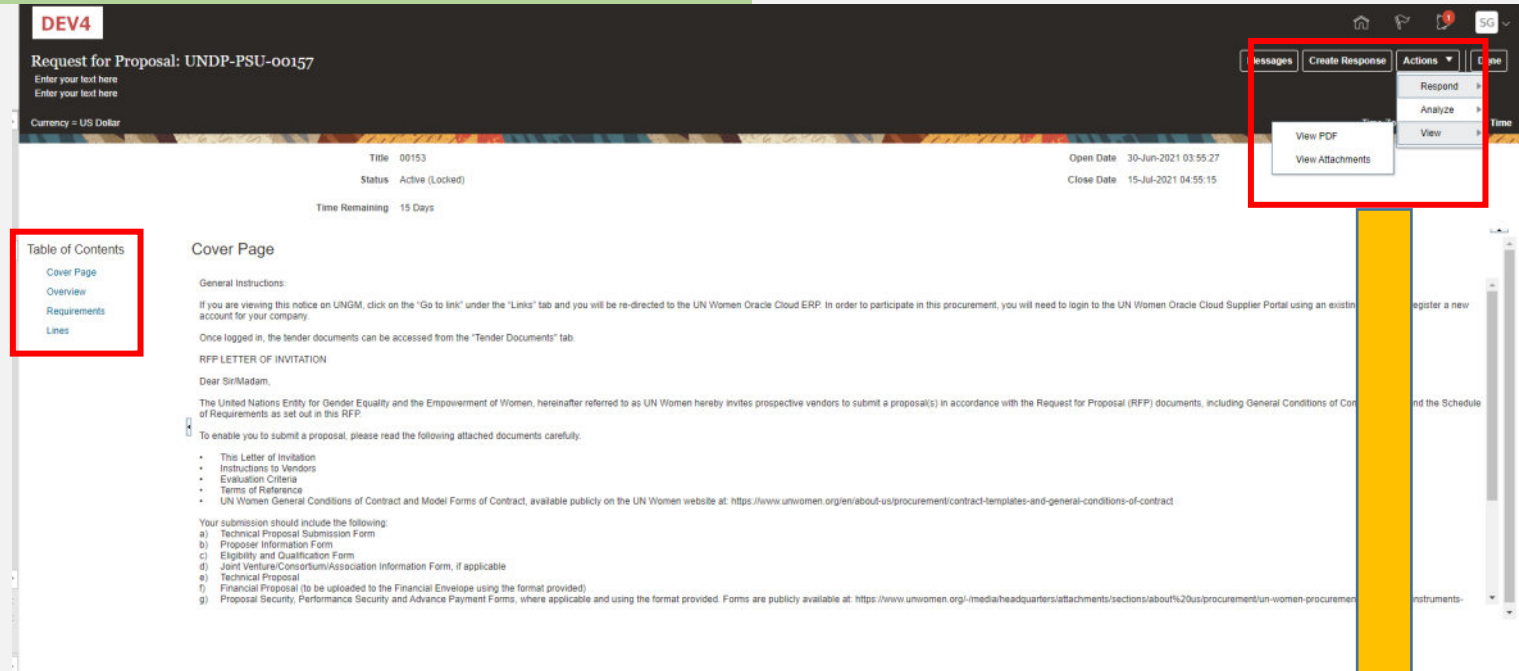 DEV4
1
SG
Request for Proposal: UNDP-PSU-00157
Enter your text here
Enter your text here
Messages
Create Response
Actions
Done
Respond
Analyze
View
View PDF
View Attachments
Currency = US Dollar
Time
Title 00153
Open Date 30-Jun-2021 03:55:27
Status Active (Locked)
Close Date 15-Jul-2021 04:55:15
Time Remaining 15 Days
Table of Contents
Cover Page
Overview
Requirements
Lines
Cover Page
General Instructions:
If you are viewing this notice on UNGM, click on the "Go to link" under the "Links" tab and you will be re-directed to the UN Women Oracle Cloud ERP. In order to participate in this procurement, you will need to login to the UN Women Oracle Cloud Supplier Portal using an existin egister a new
account for your company.
Once logged in, the tender documents can be accessed from the "Tender Documents" tab.
RFP LETTER OF INVITATION
Dear Sir/Madam,
The United Nations Entity for Gender Equality and the Empowerment of Women, hereinafter referred to as UN Women hereby invites prospective vendors to submit a proposal(s) in accordance with the Request for Proposal (RFP) documents, including General Conditions of Con nd the Schedule
of Requirements as set out in this RFP.
To enable you to submit a proposal, please read the following attached documents carefully.
• This Letter of Invitation
• Instructions to Vendors
• Evaluation Criteria
• Terms of Reference
• UN Women General Conditions of Contract and Model Forms of Contract, available publicly on the UN Women website at: https://www.unwomen.org/en/about-us/procurement/contract-templates-and-general-conditions-of-contract
Your submission should include the following:
a) Technical Proposal Submission Form
b) Proposer Information Form
c) Eligibility and Qualification Form
d) Joint Venture/Consortium/Association Information Form, if applicable
e) Technical Proposal
f) Financial Proposal (to be uploaded to the Financial Envelope using the format provided)
g) Proposal Security, Performance Security and Advance Payment Forms, where applicable and using the format provided. Forms are publicly available at: https://www.unwomen.org/-/media/headquarters/attachments/sections/about%20us/procurement/un-women-procuremen nstruments-